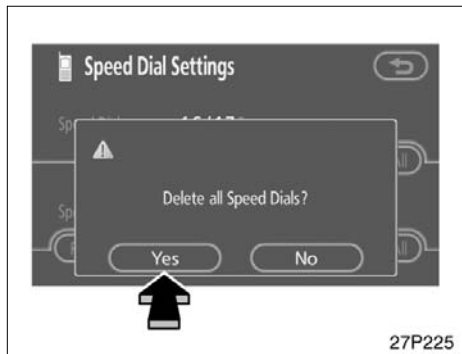 Speed Dial Settings
Delete all Speed Dials?
Yes No
27P225